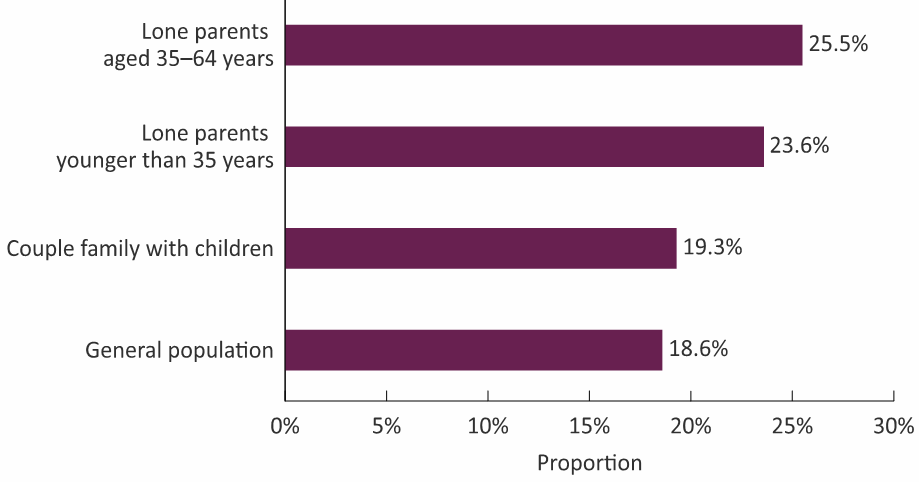 Lone parents
aged 35–64 years
25.5%
Lone parents
younger than 35 years
23.6%
Couple family with children
19.3%
General population
18.6%
0%
5%
10%
15%
20%
25%
30%
Proportion